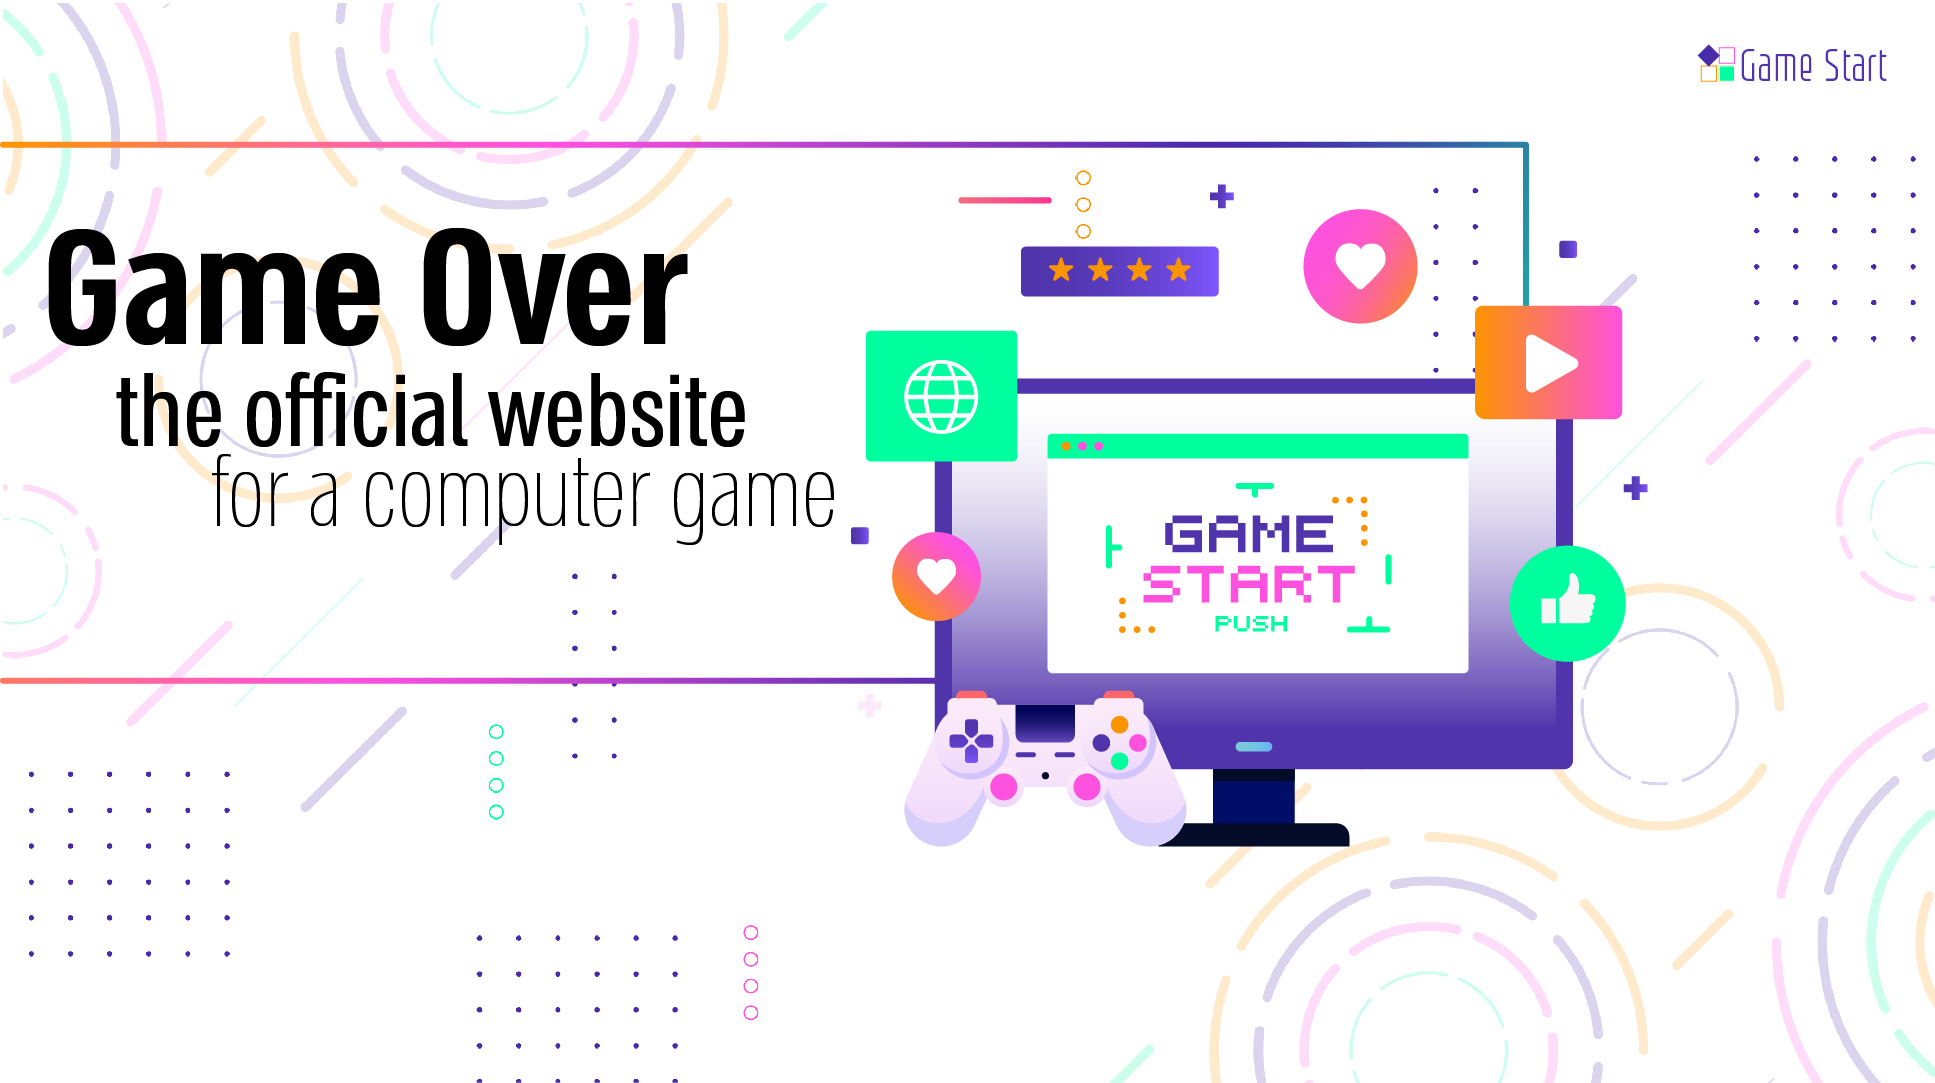 Game Start
Game Over
the official website
for a computer game
GAME
START
PUSH